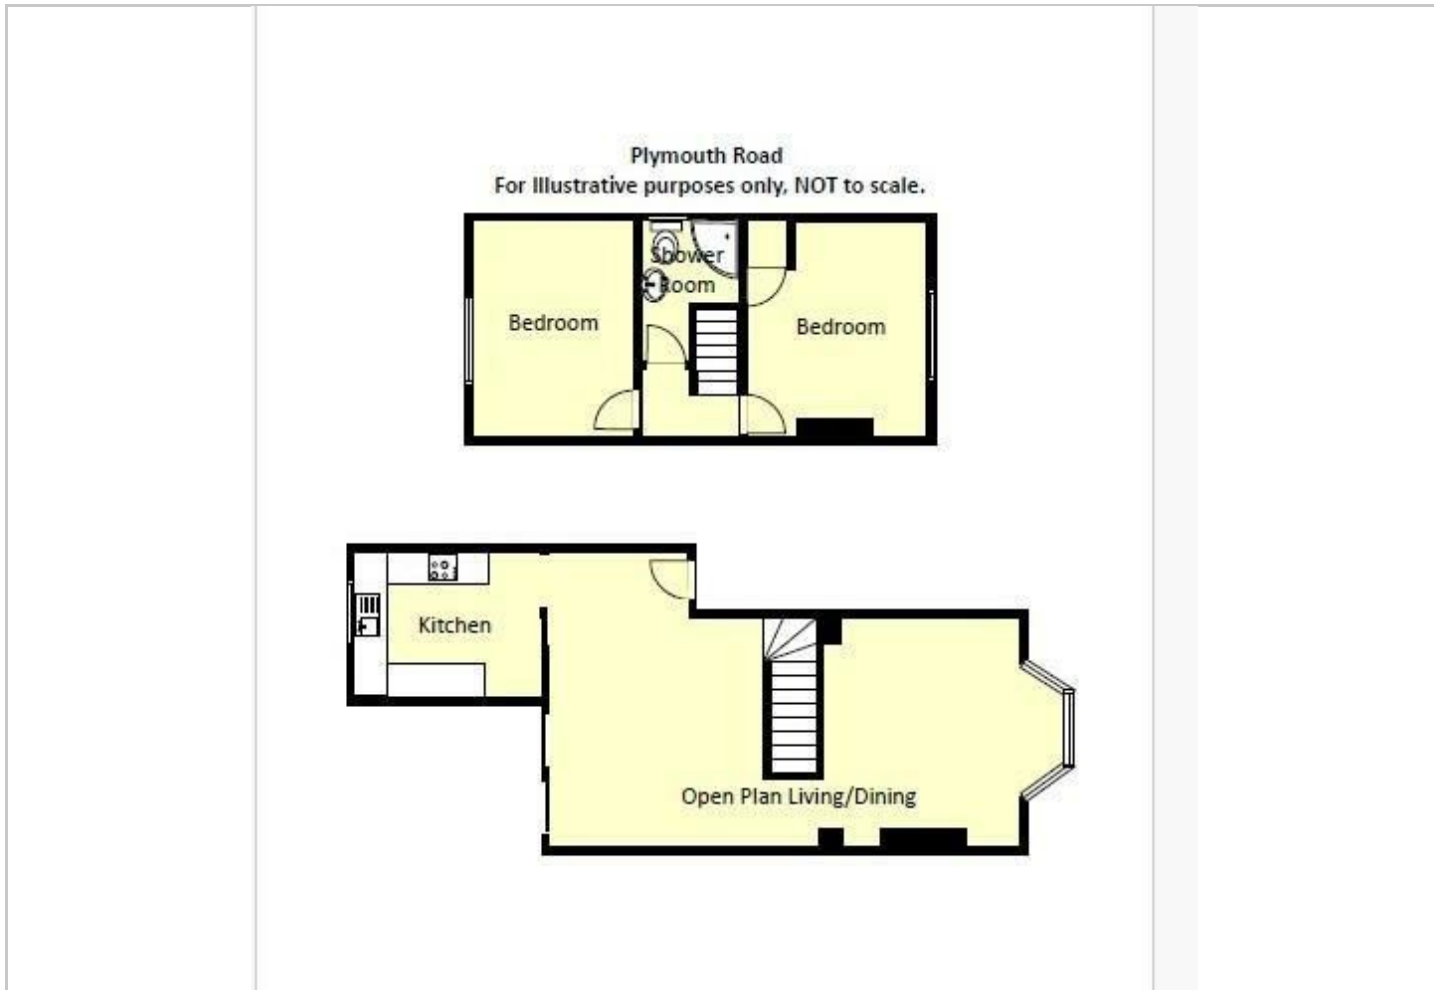 Plymouth Road
For Illustrative purposes only, NOT to scale.
Shower
Room
Bedroom
Bedroom
Kitchen
Open Plan Living/Dining